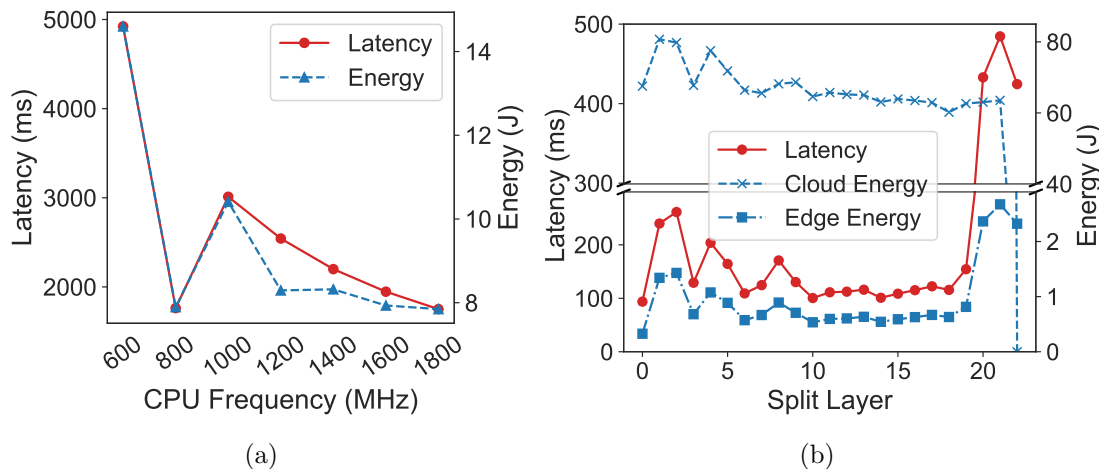 5000
4000
3000
2000
Latency (ms)
14
12
10
8
Energy (J)
Latency
Energy
600
800
1000
1200
1400
1600
1800
CPU Frequency (MHz)
(a)
500
400
300
200
100
0
Latency (ms)
80
60
40
2
1
0
Energy (J)
Latency
Cloud Energy
Edge Energy
0
5
10
15
20
Split Layer
(b)